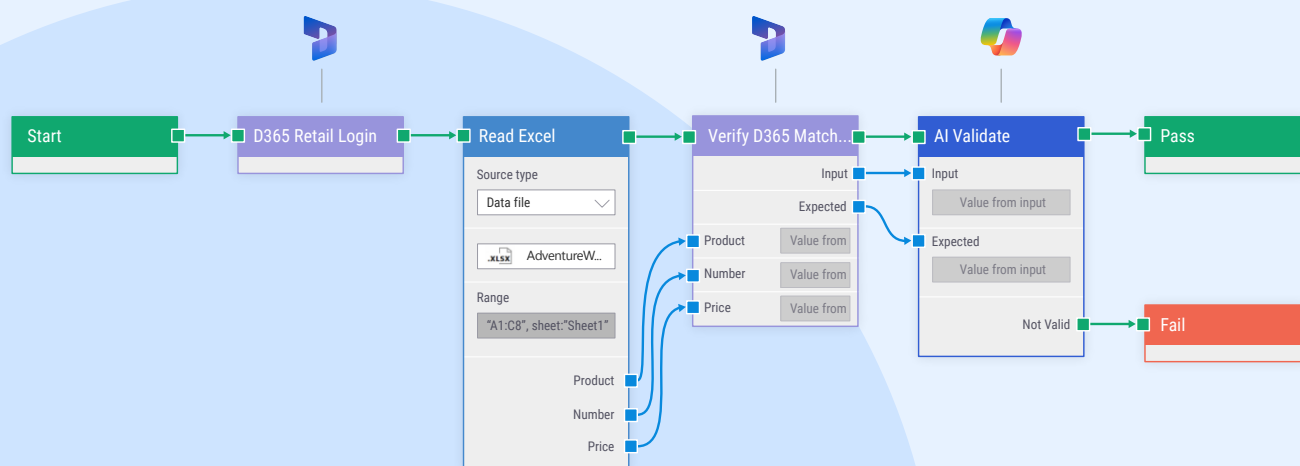 Start
D365 Retail Login
Read Excel
Source type
Data file
.XLSX AdventureW...
Range
"A1:C8", sheet:"Sheet1"
Product
Number
Price
Verify D365 Match...
Input
Expected
Product Value from
Number Value from
Price Value from
AI Validate
Input
Value from input
Expected
Value from input
Not Valid
Pass
Fail